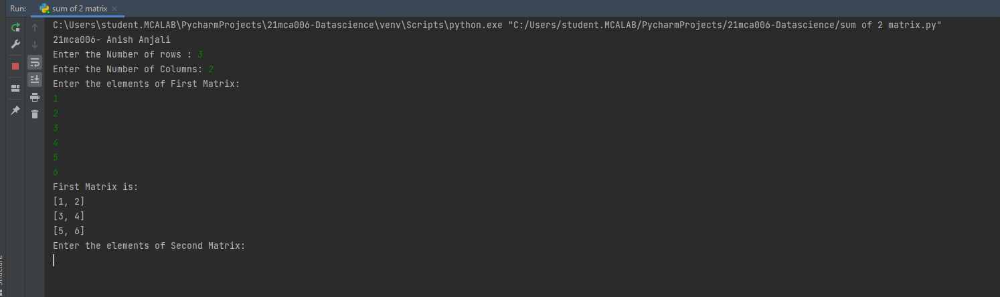 Run: sum of 2 matrix
C:\Users\student.MCALAB\PycharmProjects\21mca006-Datascience\venv\Scripts\python.exe "C:/Users/student.MCALAB/PycharmProjects/21mca006-Datascience/sum of 2 matrix.py"
21mca006- Anish Anjali
Enter the Number of rows : 3
Enter the Number of Columns: 2
Enter the elements of First Matrix:
1
2
3
4
5
6
First Matrix is:
[1, 2]
[3, 4]
[5, 6]
Enter the elements of Second Matrix: